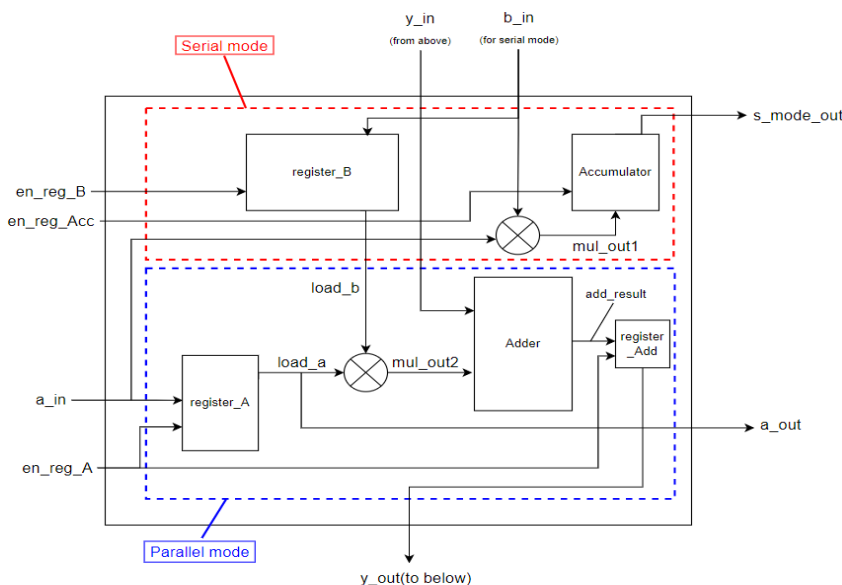 y_in
(from above)
b_in
(for serial mode)
Serial mode
s_mode_out
register_B
Accumulator
en_reg_B
en_reg_Acc
mul_out1
load_b
add_result
Adder
register
_Add
load_a
mul_out2
a_in
register_A
a_out
en_reg_A
Parallel mode
y_out(to below)